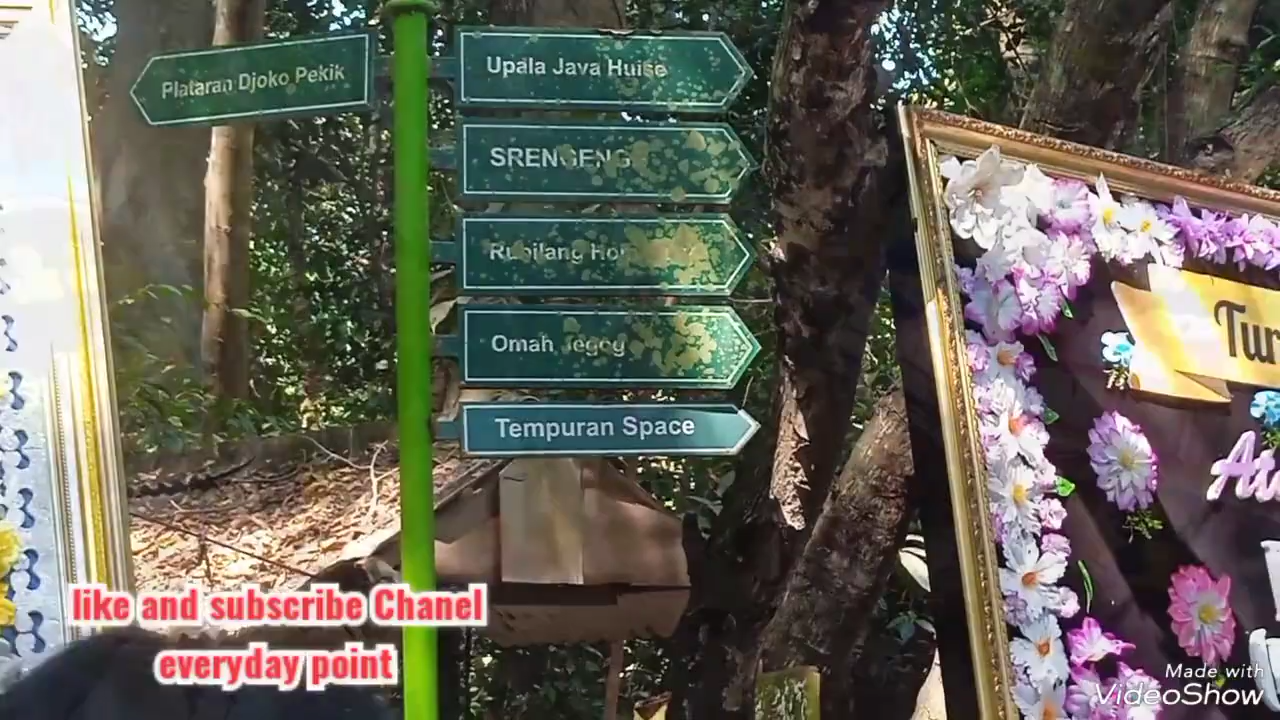 Plataran Djoko Pekik
Upala Java Huise
SRENGENG
Omah
Tempuran Space
Tur
like and subscribe Chanel
everyday point
Made with
VideoShow